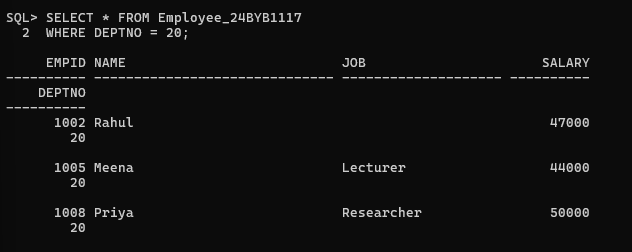 SQL> SELECT * FROM Employee_24BYB1117
  2  WHERE DEPTNO = 20;
     EMPID NAME                           JOB                      SALARY
---------- ------------------------------ -------------------- ----------
    DEPTNO
----------
      1002 Rahul                                                    47000
        20
      1005 Meena                          Lecturer                  44000
        20
      1008 Priya                          Researcher                50000
        20